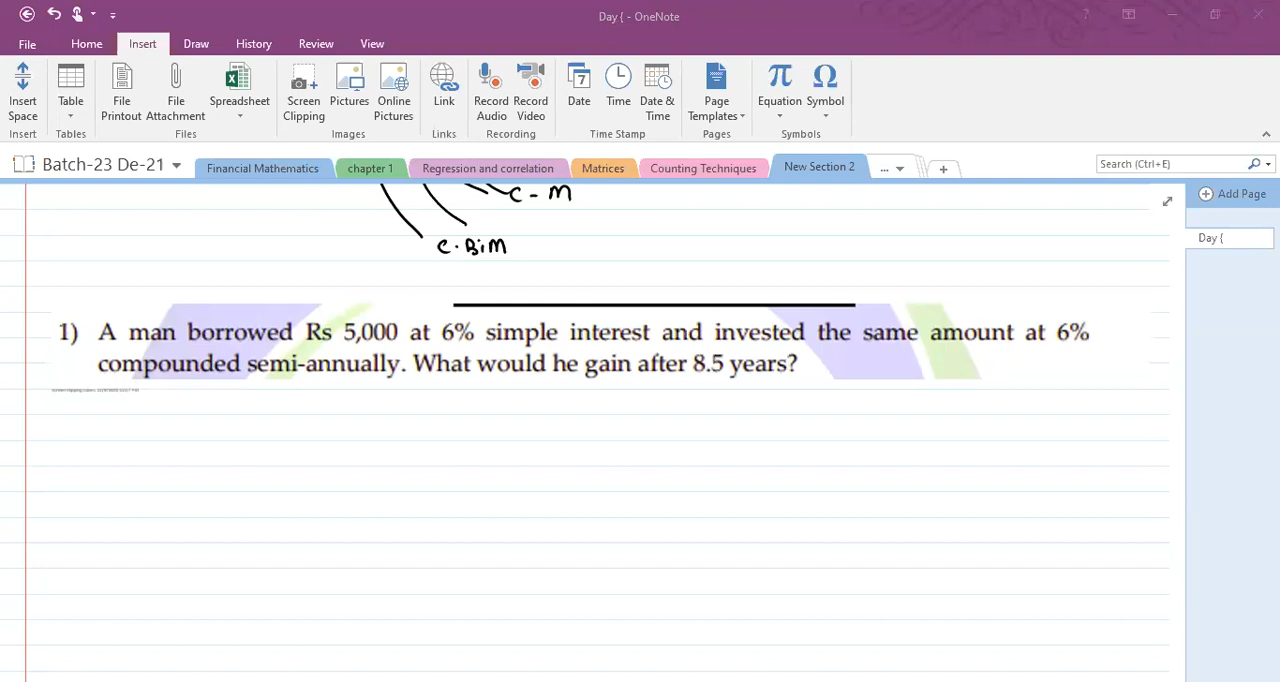 Day { - OneNote
File Home Insert Draw History Review View
Insert Space Table File Printout File Attachment Spreadsheet Screen Clipping Pictures Online Pictures Link Record Audio Record Video Date Time Date & Time Page Templates Equation Symbol
Insert Tables Files Images Links Recording Time Stamp Pages Symbols
Batch-23 De-21 Financial Mathematics chapter 1 Regression and correlation Matrices Counting Techniques New Section 2 ... Search (Ctrl+E)
Add Page
Day {
C - M
C. BiM
1) A man borrowed Rs 5,000 at 6% simple interest and invested the same amount at 6%
compounded semi-annually. What would he gain after 8.5 years?